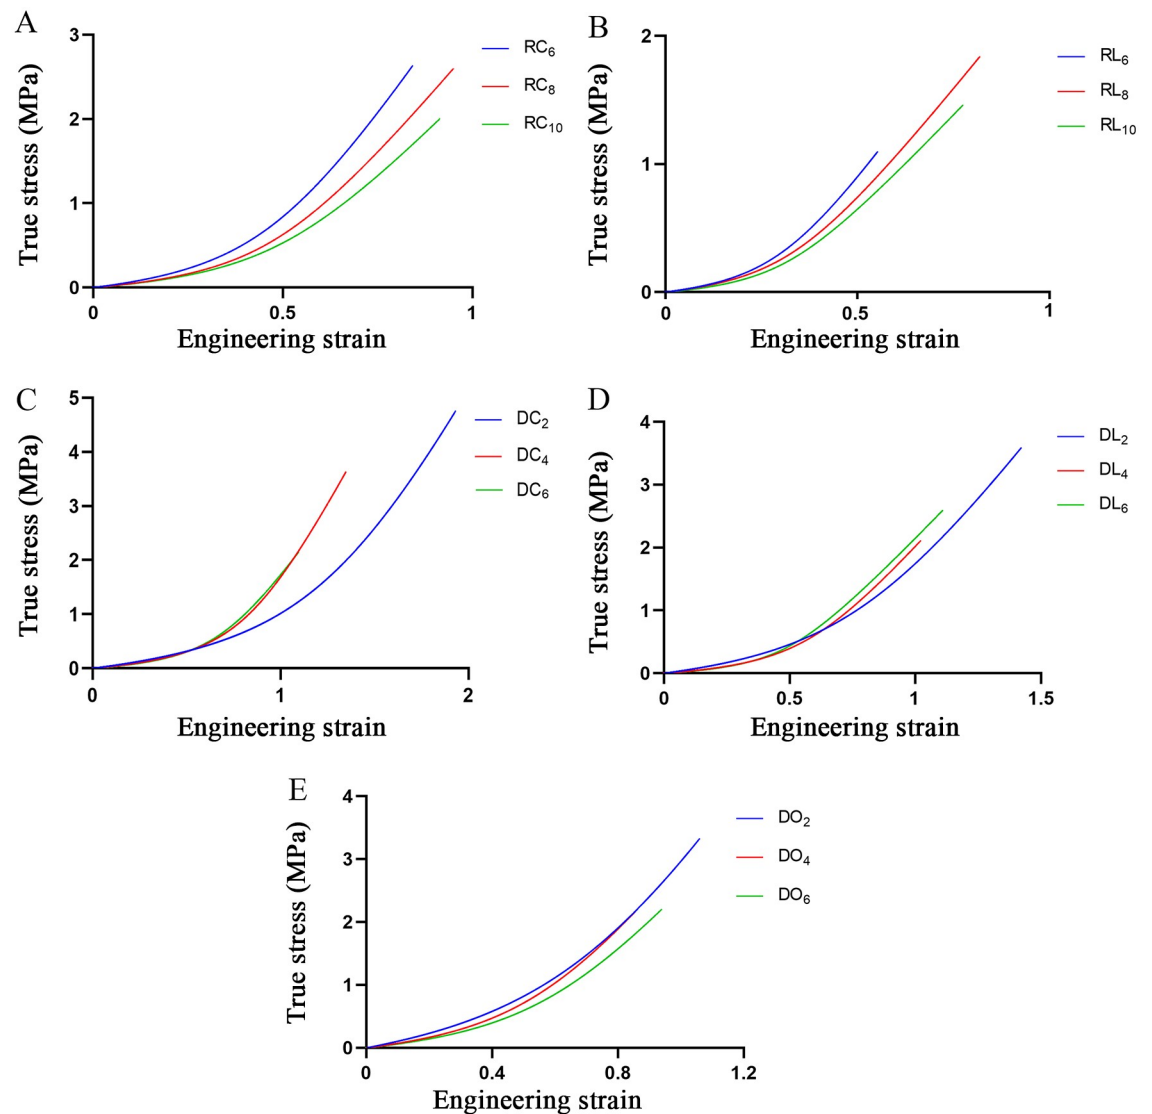 A
True stress (MPa)
3
2
1
0
0
0.5
1
Engineering strain
RC6
RC8
RC10
B
True stress (MPa)
2
1
0
0
0.5
1
Engineering strain
RL6
RL8
RL10
C
True stress (MPa)
5
4
3
2
1
0
0
1
2
Engineering strain
DC2
DC4
DC6
D
True stress (MPa)
4
3
2
1
0
0
0.5
1
1.5
Engineering strain
DL2
DL4
DL6
E
True stress (MPa)
4
3
2
1
0
0
0.4
0.8
1.2
Engineering strain
DO2
DO4
DO6